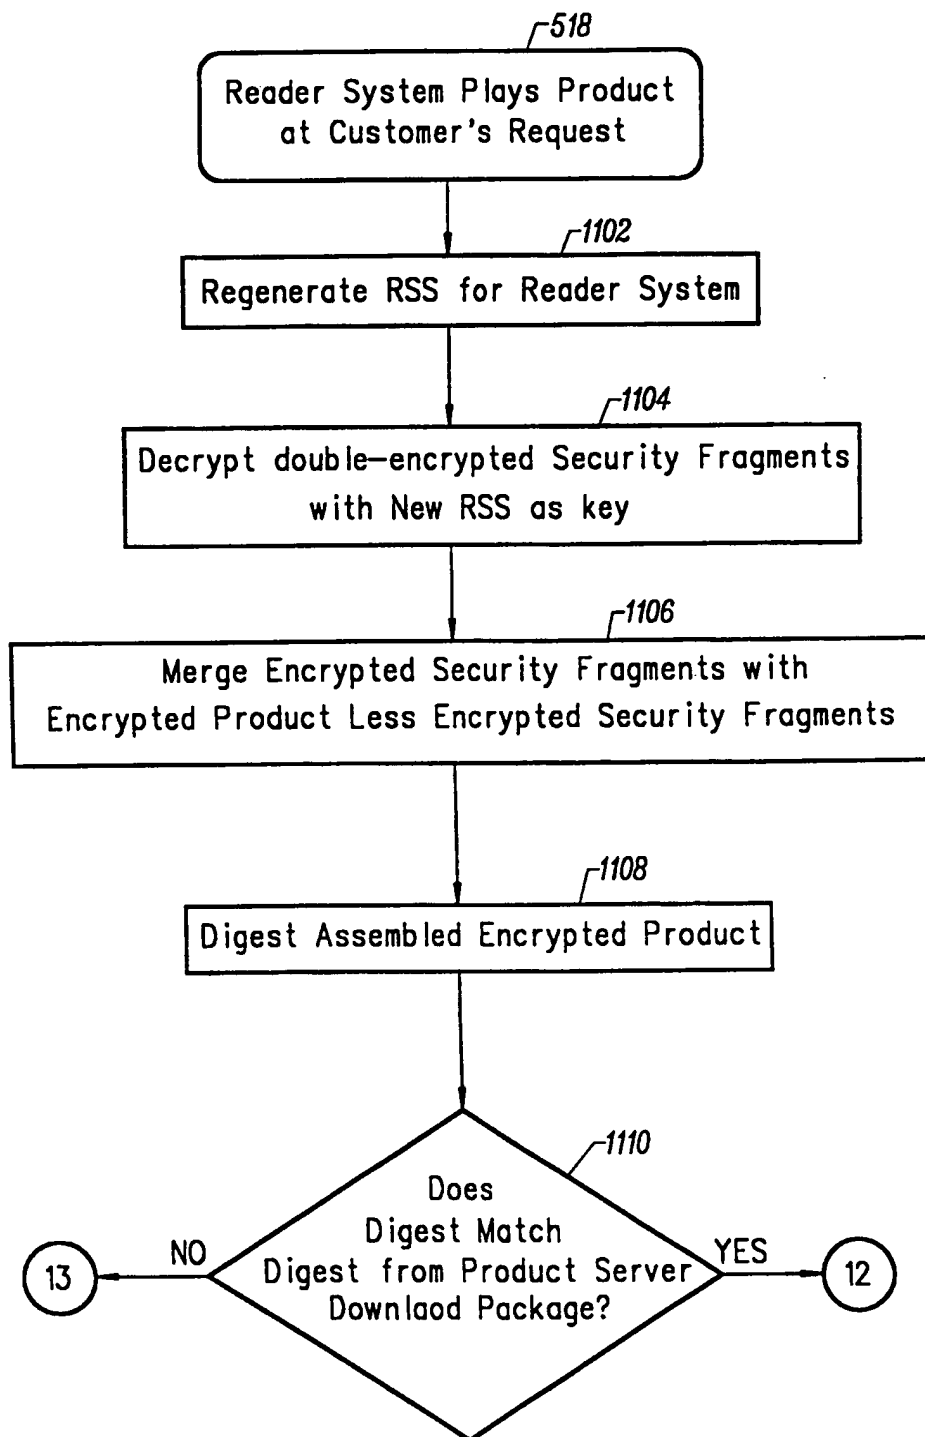 518
Reader System Plays Product
at Customer's Request
1102
Regenerate RSS for Reader System
1104
Decrypt double-encrypted Security Fragments
with New RSS as key
1106
Merge Encrypted Security Fragments with
Encrypted Product Less Encrypted Security Fragments
1108
Digest Assembled Encrypted Product
1110
Does
Digest Match
Digest from Product Server
Downlaod Package?
NO
13
YES
12